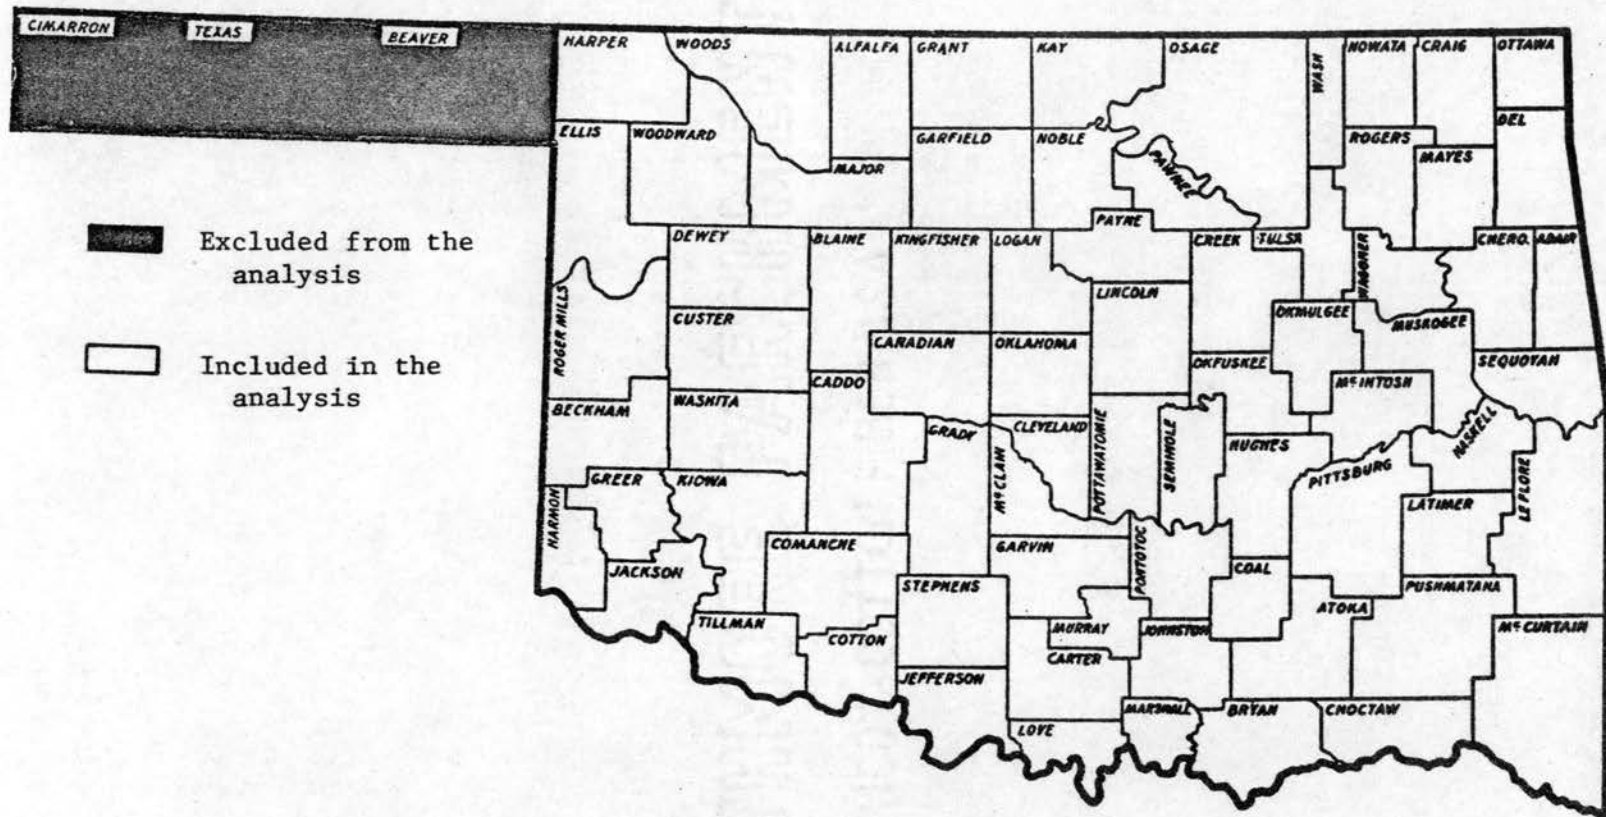 CIMARRON
TEXAS
BEAVER
HARPER
WOODS
ALFALFA
GRANT
KAY
OSAGE
WASH
NOWATA
CRAIG
OTTAWA
ELLIS
WOODWARD
MAJOR
GARFIELD
NOBLE
PAWNEE
ROGERS
MAYES
DEL
Excluded from the
analysis
Included in the
analysis
ROGER MILLS
DEWEY
BLAINE
KINGFISHER
LOGAN
PAYNE
CREEK
TULSA
WAGONER
CHERO.
ADAIR
CUSTER
CANADIAN
OKLAHOMA
LINCOLN
OKMULGEE
MUSKOGEE
SEQUOYAH
BECKHAM
WASHITA
CADDO
GRADY
CLEVELAND
POTTAWATOMIE
SEMINOLE
OKFUSKEE
HUGHES
McINTOSH
PITTSBURG
HASKELL
HARMON
GREER
KIOWA
McCLAIN
LATIMER
LE FLORE
JACKSON
COMANCHE
STEPHENS
GARVIN
PONTOTOC
COAL
ATOKA
PUSHMATAHA
TILLMAN
COTTON
MURRAY
JOHNSTON
McCURTAIN
JEFFERSON
CARTER
LOVE
MARSHALL
BRYAN
CHOCTAW